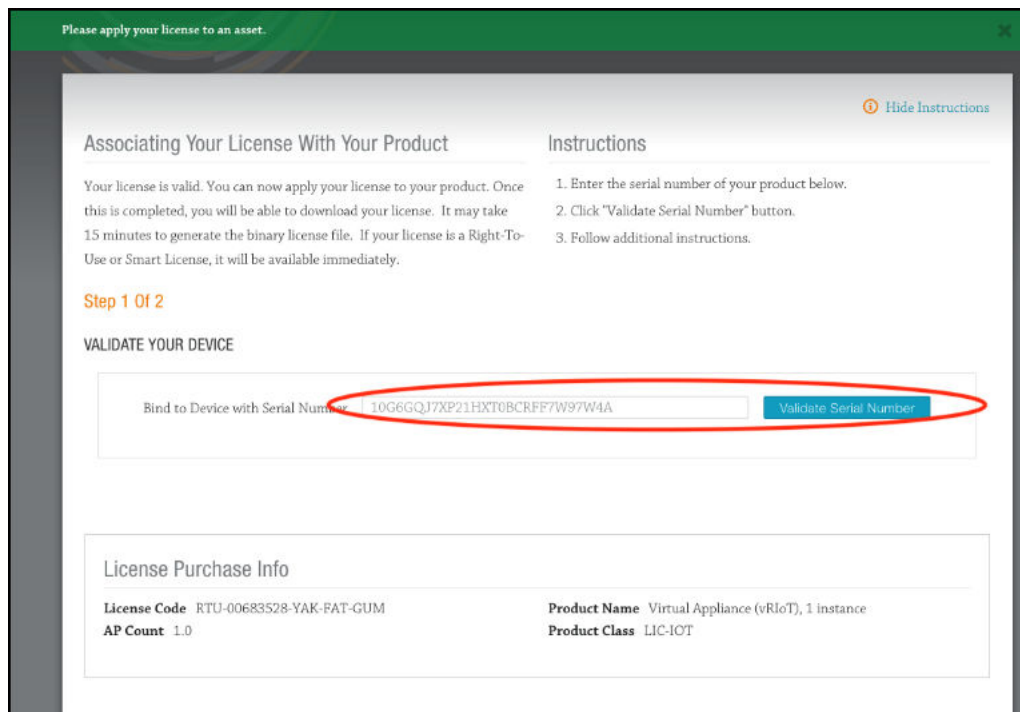 Please apply your license to an asset.
Hide Instructions
Associating Your License With Your Product
Your license is valid. You can now apply your license to your product. Once
this is completed, you will be able to download your license. It may take
15 minutes to generate the binary license file. If your license is a Right-To-
Use or Smart License, it will be available immediately.
Instructions
1. Enter the serial number of your product below.
2. Click "Validate Serial Number" button.
3. Follow additional instructions.
Step 1 Of 2
VALIDATE YOUR DEVICE
Bind to Device with Serial Number 10G6GQJ7XP21HXT0BCRFF7W97W4A Validate Serial Number
License Purchase Info
License Code RTU-00683528-YAK-FAT-GUM
AP Count 1.0
Product Name Virtual Appliance (vRIoT), 1 instance
Product Class LIC-IOT